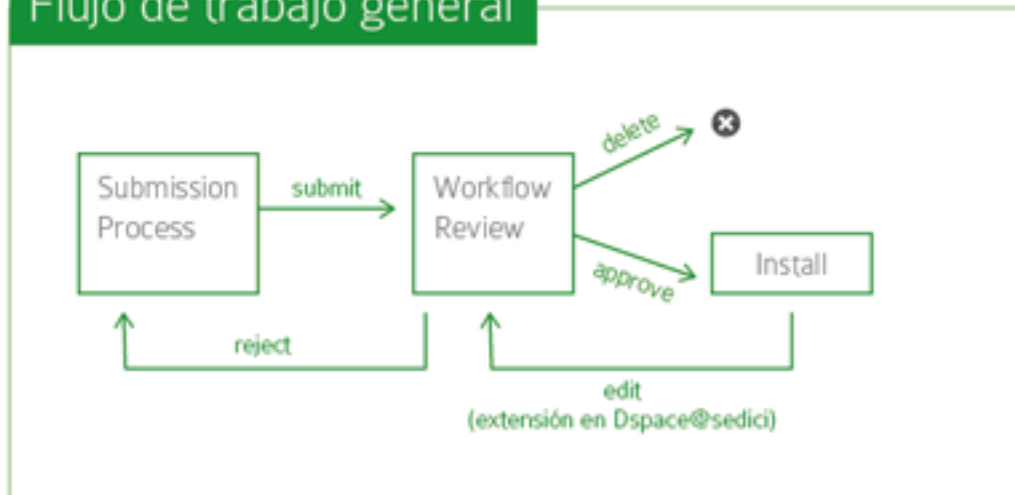 Flujo de trabajo general
delete
Submission
Process
submit
Workflow
Review
approve
Install
reject
edit
(extensión en Dspace@sedici)